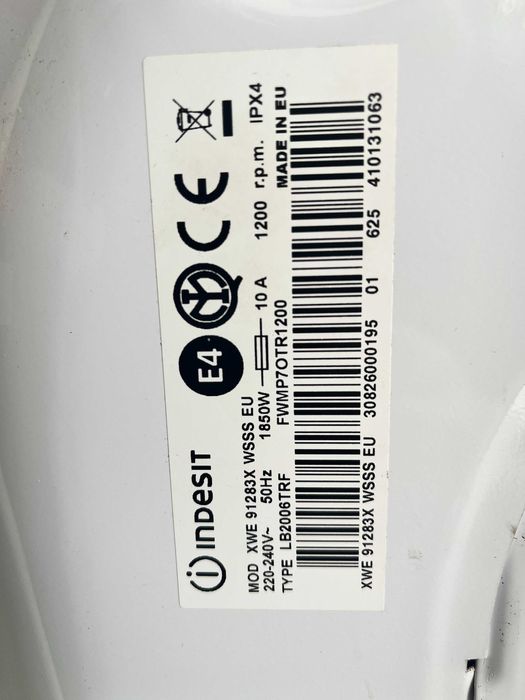 indesit
E4
CE
MOD XWE 91283X WSSS EU
220-240V~ 50Hz 1850W 10 A 1200 r.p.m. IPX4
TYPE LB2006TRF FWMP7OTR1200 MADE IN EU
XWE 91283X WSSS EU 30826000195 01 625 410131063